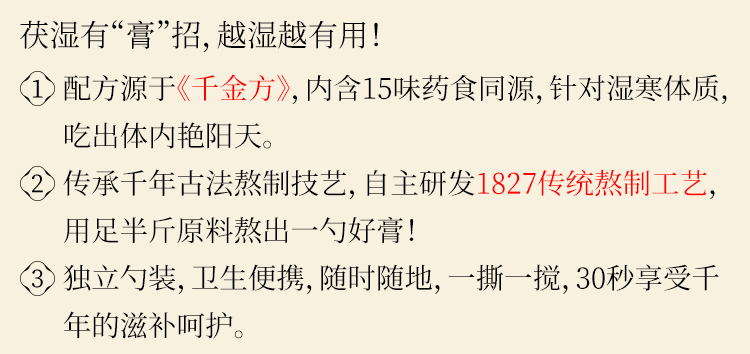 茯湿有“膏”招，越湿越有用！
① 配方源于《千金方》，内含15味药食同源，针对湿寒体质，
吃出体内艳阳天。
② 传承千年古法熬制技艺，自主研发1827传统熬制工艺，
用足半斤原料熬出一勺好膏！
③ 独立勺装，卫生便携，随时随地，一撕一搅，30秒享受千
年的滋补呵护。